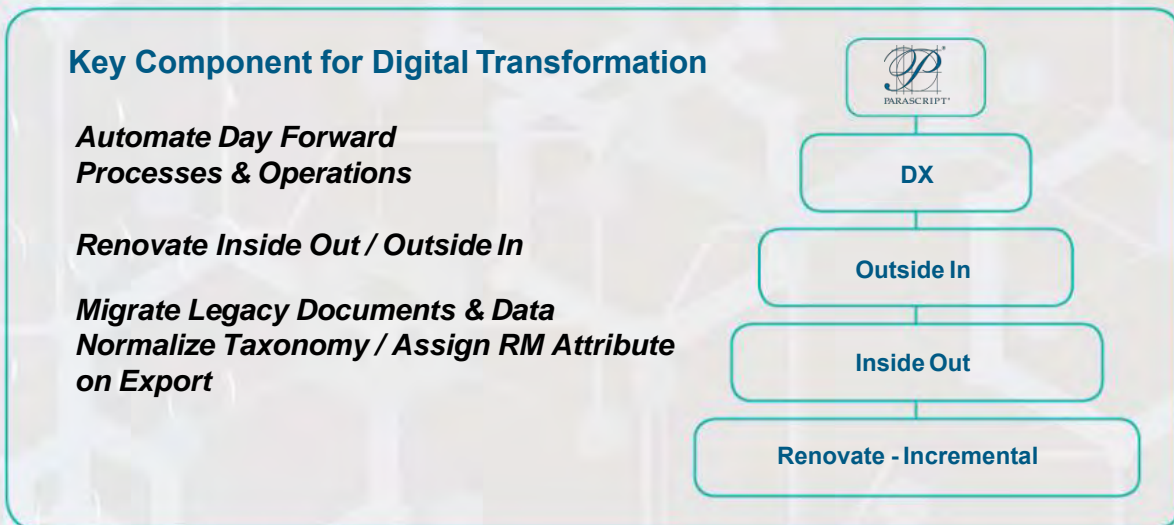 Key Component for Digital Transformation
Automate Day Forward
Processes & Operations
Renovate Inside Out / Outside In
Migrate Legacy Documents & Data
Normalize Taxonomy / Assign RM Attribute
on Export
P
PARASCRIPT®
DX
Outside In
Inside Out
Renovate - Incremental